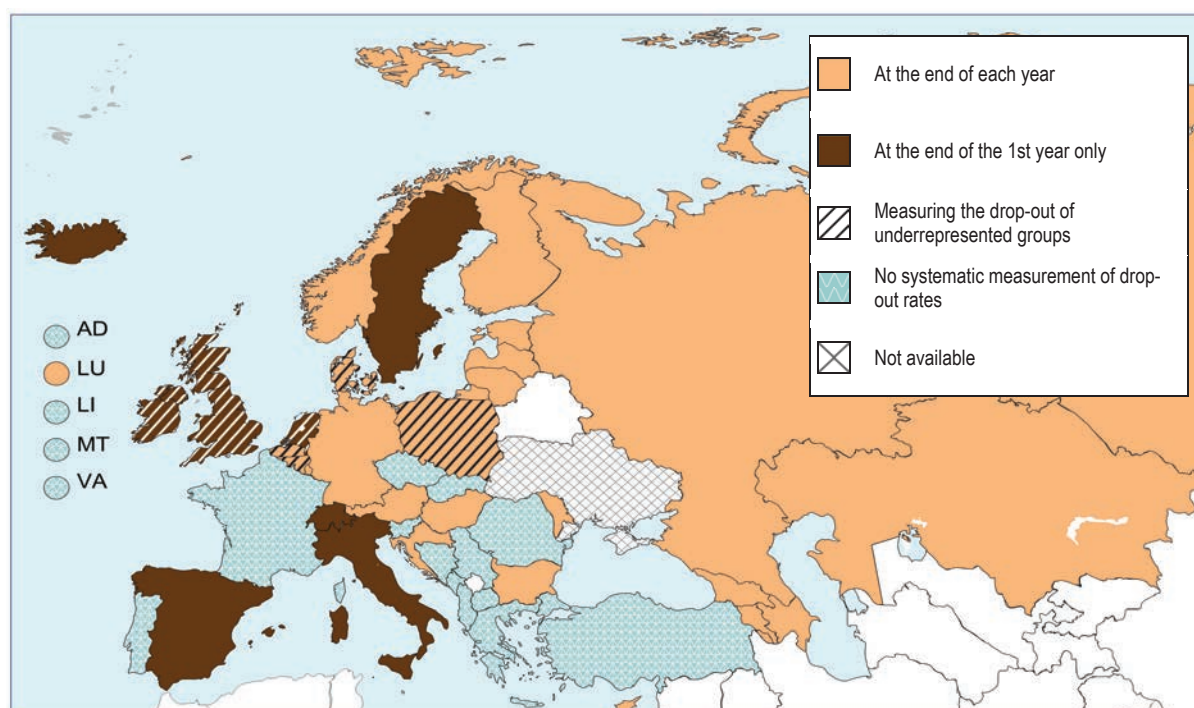 At the end of each year
At the end of the 1st year only
Measuring the drop-out of
underrepresented groups
No systematic measurement of drop-
out rates
Not available
AD
LU
LI
MT
VA